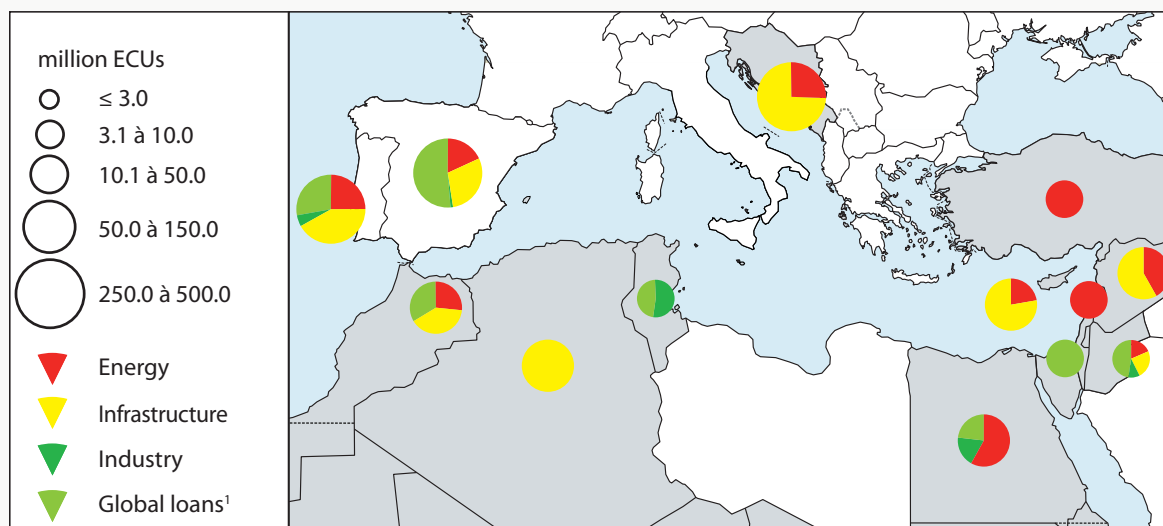 million ECUs
≤ 3.0
3.1 à 10.0
10.1 à 50.0
50.0 à 150.0
250.0 à 500.0
Energy
Infrastructure
Industry
Global loans¹